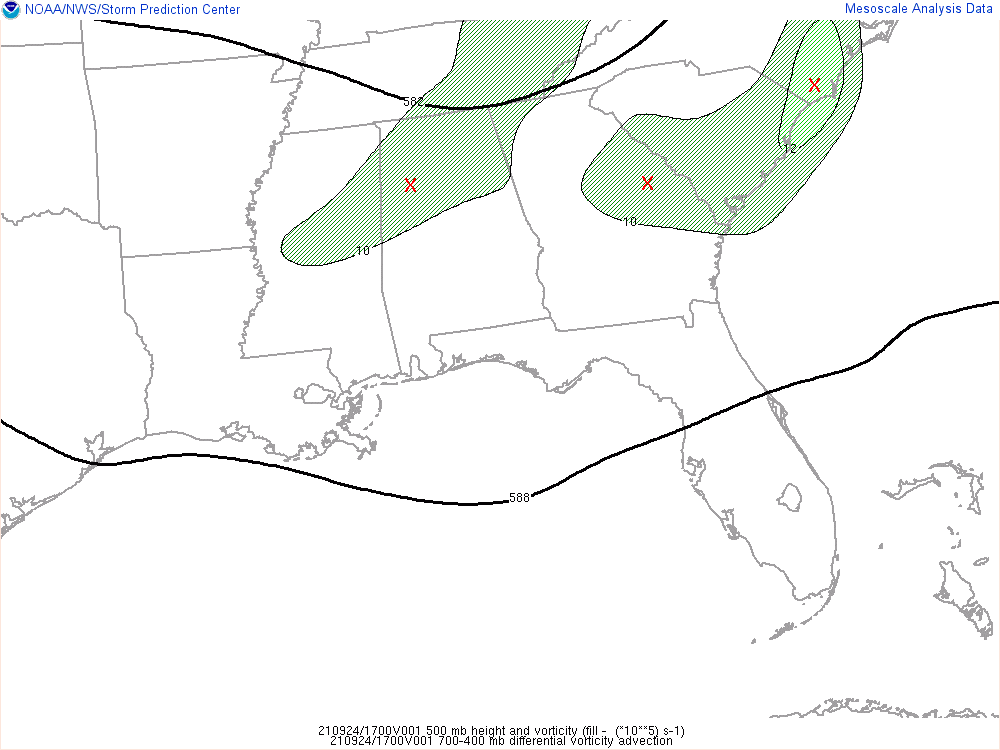 NOAA/NWS/Storm Prediction Center
Mesoscale Analysis Data
582
X
12
X
X
10
10
588
210924/1700V001 500 mb height and vorticity (fill - (*10**5) s-1)
210924/1700V001 700-400 mb differential vorticity advection